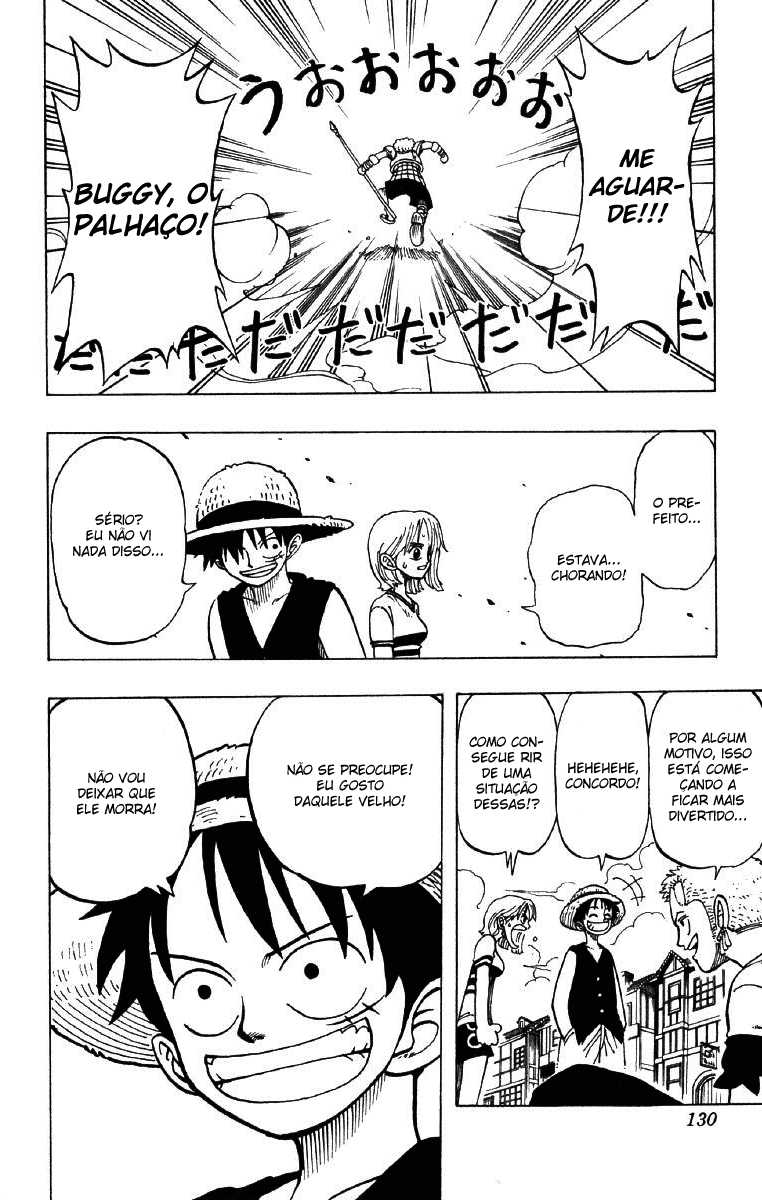 うおおおおお
ME
AGUAR-
DE!!!
BUGGY, O
PALHAÇO!
だだだだだだだだだ
O PRE-
FEITO...
ESTAVA...
CHORANDO!
SÉRIO?
EU NÃO VI
NADA DISSO...
POR ALGUM
MOTIVO, ISSO
ESTÁ COME-
ÇANDO A
FICAR MAIS
DIVERTIDO...
HEHEHEHE,
CONCORDO!
COMO CON-
SEGUE RIR
DE UMA
SITUAÇÃO
DESSAS!?
NÃO SE PREOCUPE!
EU GOSTO
DAQUELE VELHO!
NÃO VOU
DEIXAR QUE
ELE MORRA!
130